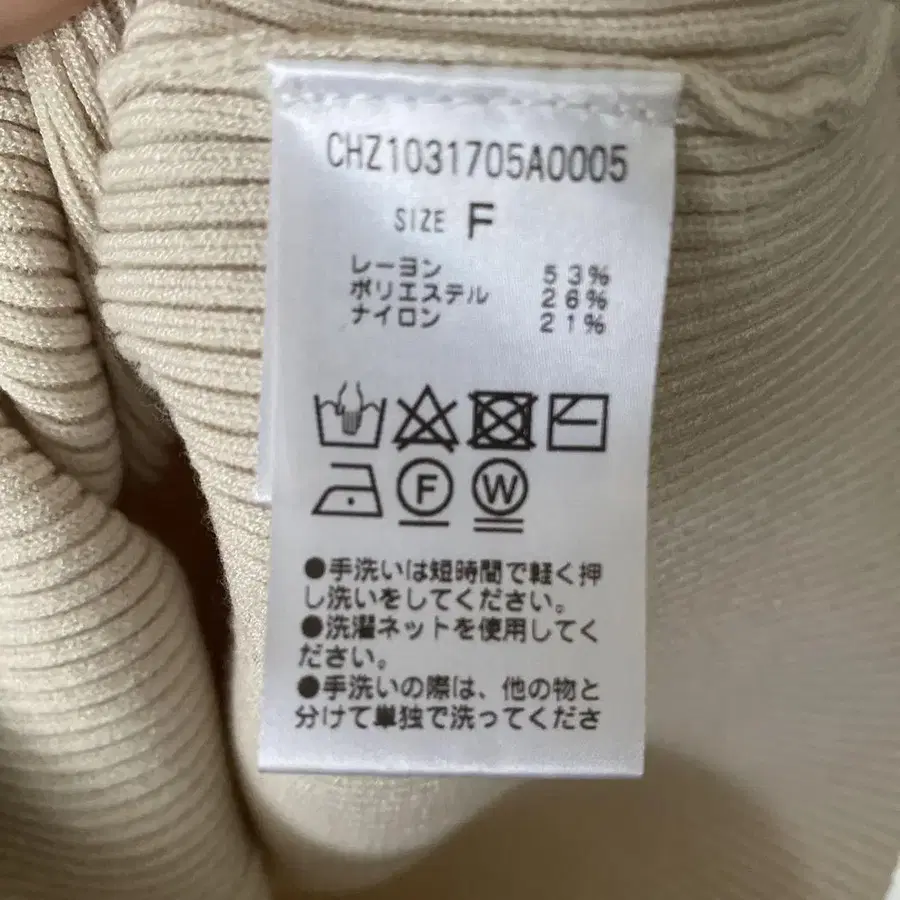 CHZ1031705A0005
SIZE F
レーヨン 53%
ポリエステル 26%
ナイロン 21%
F W
●手洗いは短時間で軽く押
し洗いをしてください。
●洗濯ネットを使用してく
ださい。
●手洗いの際は、他の物と
分けて単独で洗ってくださ